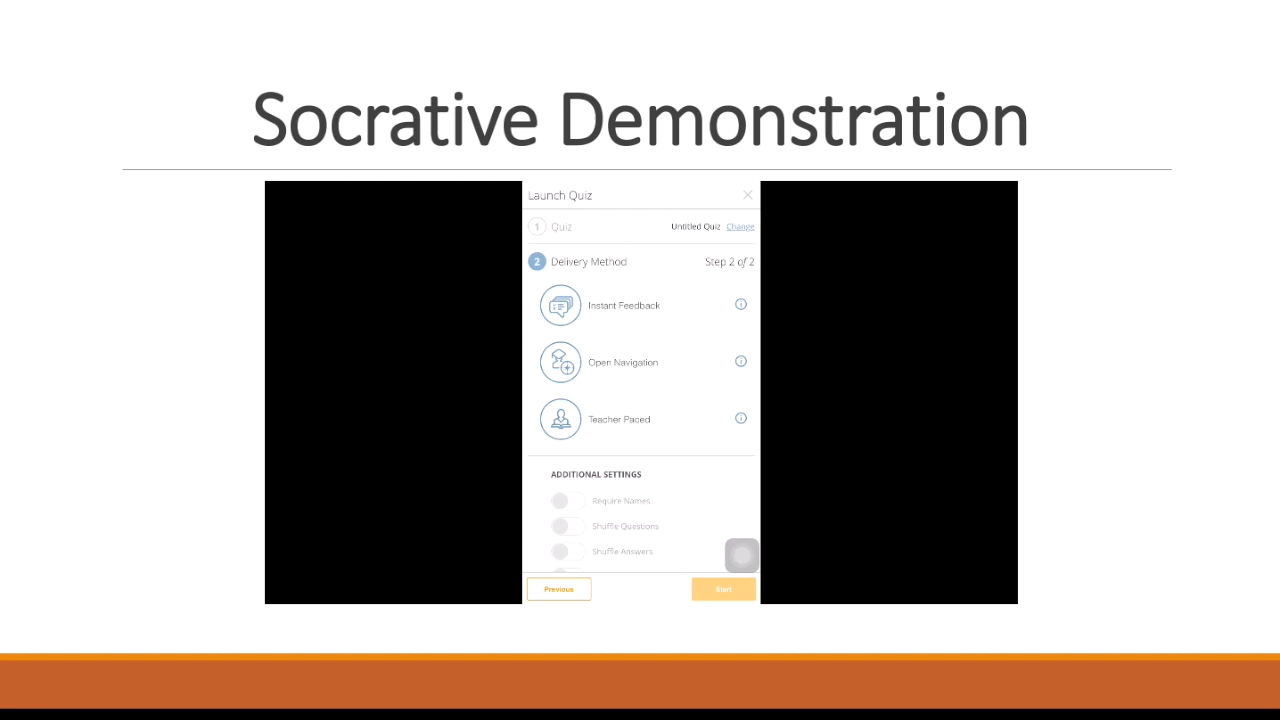 Socrative Demonstration
Launch Quiz
1 Quiz Untitled Quiz Change
2 Delivery Method Step 2 of 2
Instant Feedback
Open Navigation
Teacher Paced
ADDITIONAL SETTINGS
Require Names
Shuffle Questions
Shuffle Answers
Previous Start